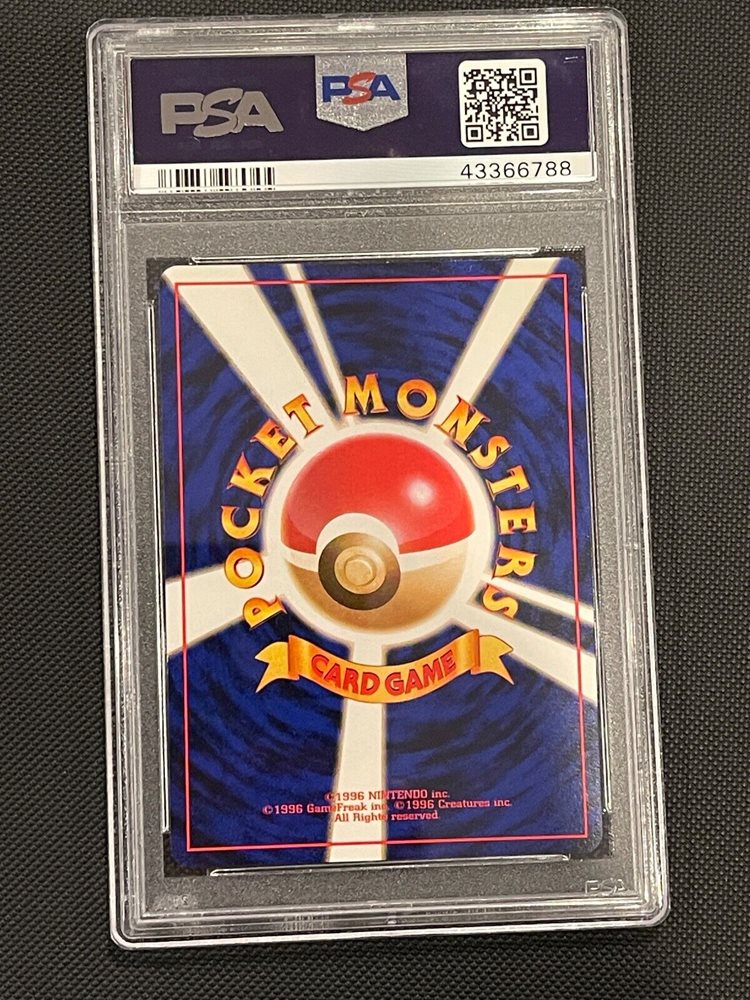 PSA PSA
43366788
POCKET MONSTERS
CARD GAME
©1996 NINTENDO inc.
©1996 GameFreak inc. ©1996 Creatures inc.
All Rights reserved.
PSA